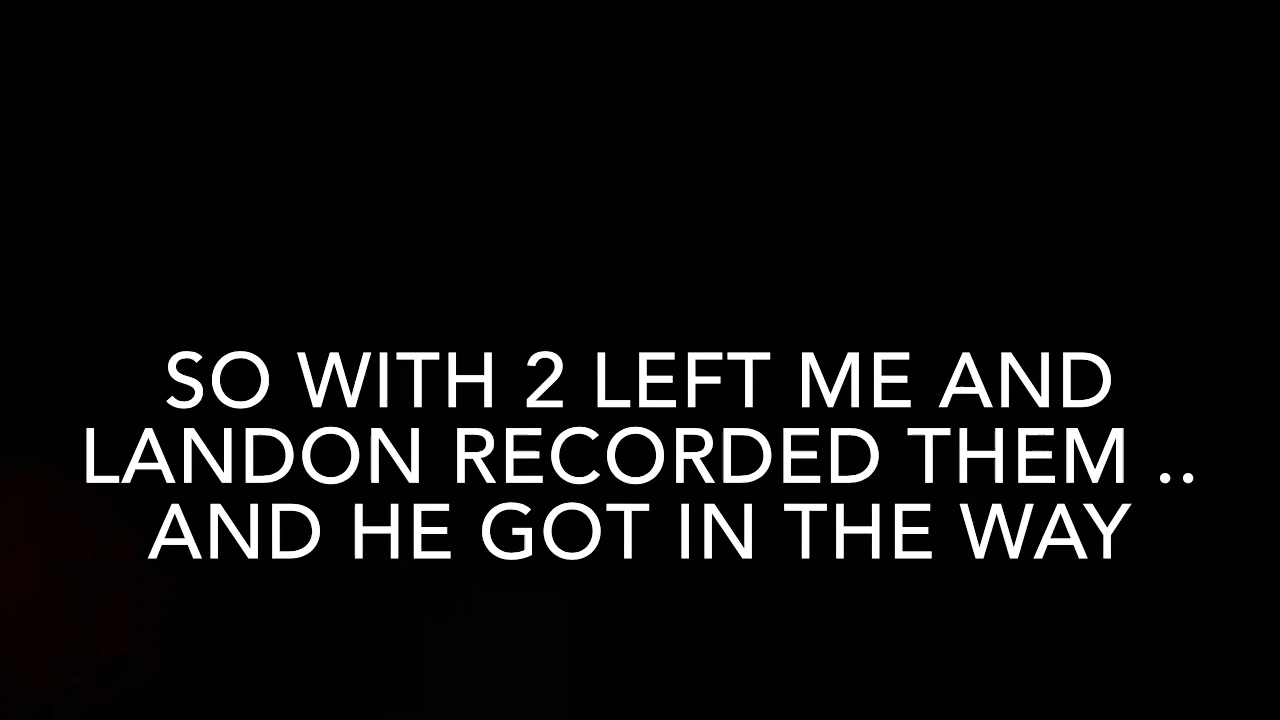 SO WITH 2 LEFT ME AND
LANDON RECORDED THEM ..
AND HE GOT IN THE WAY